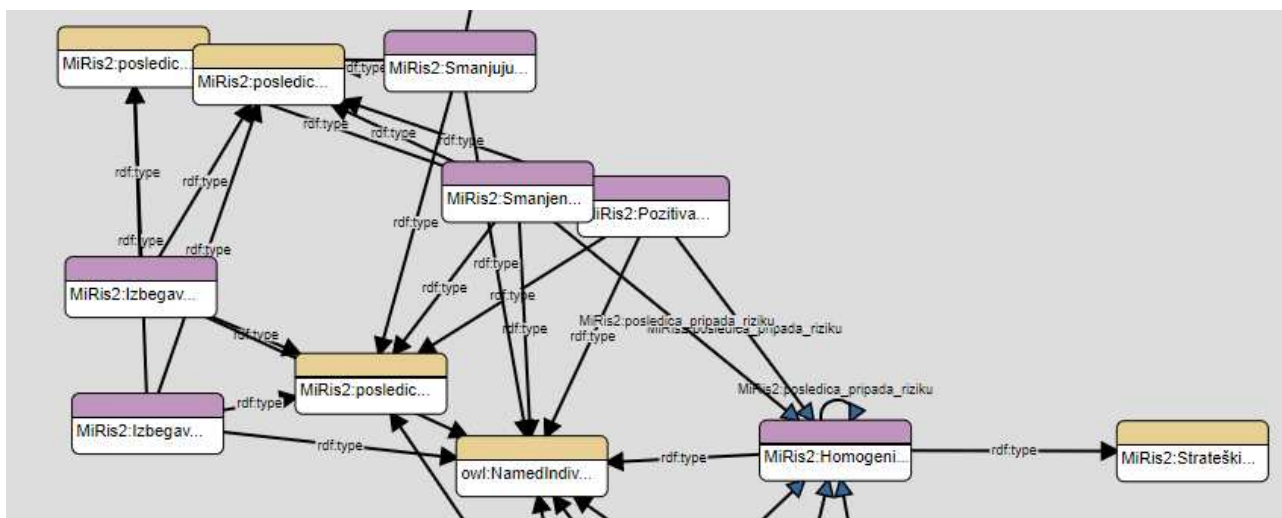 MiRis2:posledic...
MiRis2:posledic...
rdf:type
MiRis2:Smanjuju...
rdf:type
rdf:type
rdf:type
rdf:type
rdf:type
MiRis2:Smanjen...
MiRis2:Pozitiva...
rdf:type
rdf:type
rdf:type
rdf:type
MiRis2:Izbegav...
rdf:type
rdf:type
rdf:type
MiRis2:posledica_pripada_riziku
MiRis2:posledica_pripada_riziku
rdf:type
rdf:type
rdf:type
MiRis2:posledic...
MiRis2:posledica_pripada_riziku
rdf:type
MiRis2:Izbegav...
rdf:type
owl:NamedIndiv...
rdf:type
MiRis2:Homogeni...
rdf:type
MiRis2:Strateški...